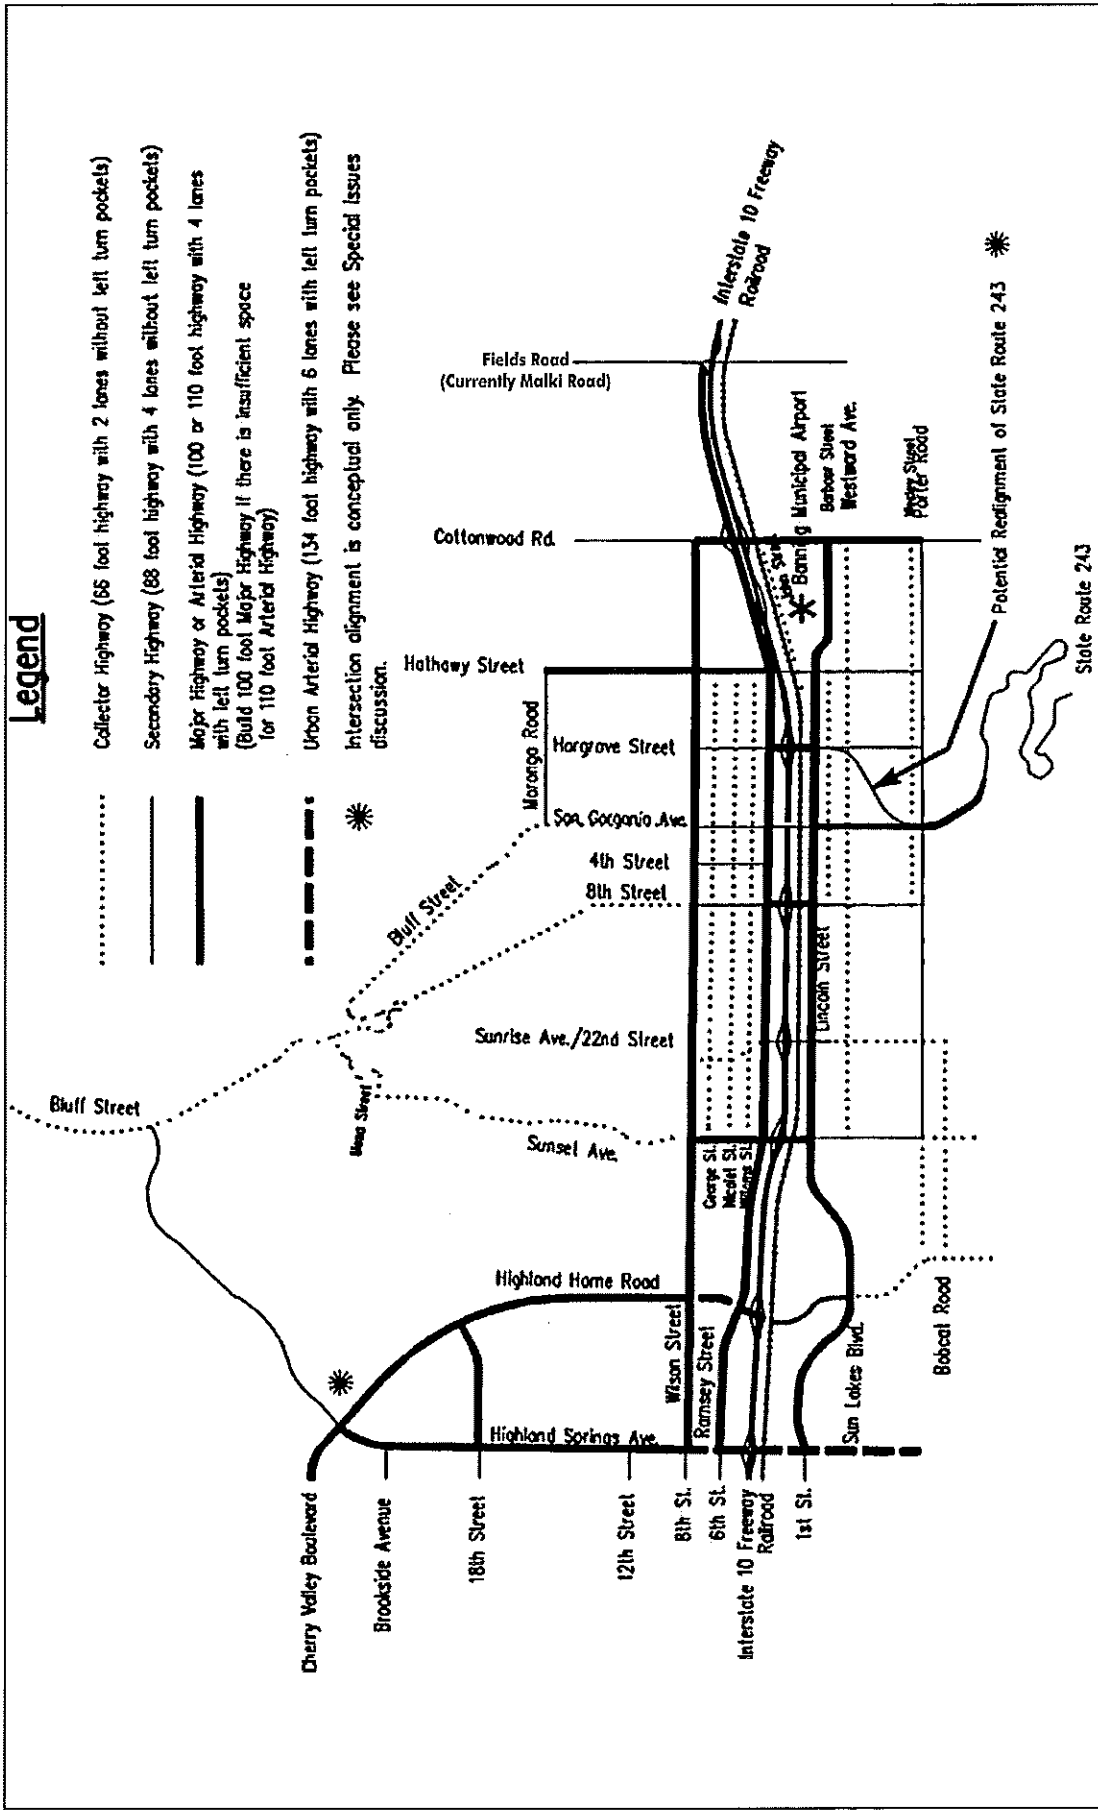 Legend
Collector Highway (66 foot highway with 2 lanes without left turn pockets)
Secondary Highway (88 foot highway with 4 lanes without left turn pockets)
Major Highway or Arterial Highway (100 or 110 foot highway with 4 lanes
with left turn pockets)
(Build 100 foot Major Highway if there is insufficient space
for 110 foot Arterial Highway)
Urban Arterial Highway (134 foot highway with 6 lanes with left turn pockets)
Intersection alignment is conceptual only. Please see Special Issues
discussion.
Interstate 10 Freeway
Railroad
Fields Road
(Currently Malki Road)
Cottonwood Rd.
Hathawy Street
Morongo Road
Hargrove Street
San Gorgonio Ave.
4th Street
8th Street
Bluff Street
Sunrise Ave./22nd Street
Bluff Street
Mesa Street
Sunset Ave.
George St.
Nicolet St.
Williams St.
Highland Home Road
Wilson Street
Ramsey Street
Highland Springs Ave.
Cherry Valley Boulevard
Brookside Avenue
18th Street
12th Street
8th St.
6th St.
Interstate 10 Freeway
Railroad
1st St.
Sun Lakes Blvd.
Bobcat Road
Lincoln Street
Banning Municipal Airport
Barbour Street
Westward Ave.
Porter Road
Potential Realignment of State Route 243
State Route 243